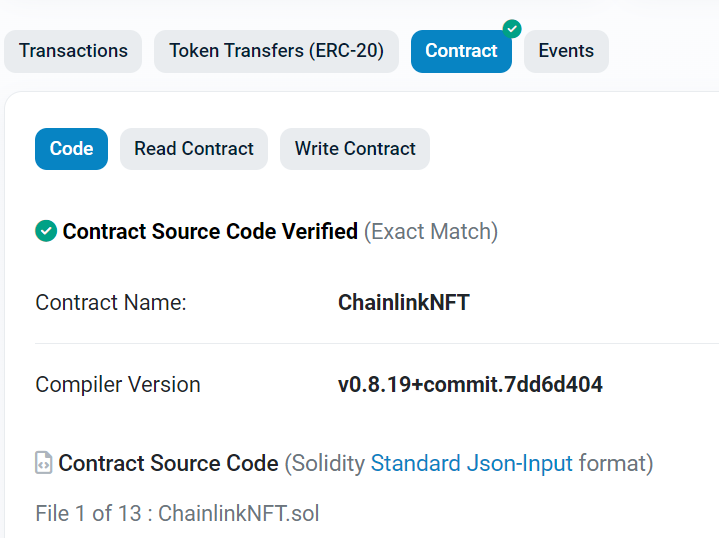 Transactions Token Transfers (ERC-20) Contract Events
Code Read Contract Write Contract
Contract Source Code Verified (Exact Match)
Contract Name: ChainlinkNFT
Compiler Version v0.8.19+commit.7dd6d404
Contract Source Code (Solidity Standard Json-Input format)
File 1 of 13 : ChainlinkNFT.sol